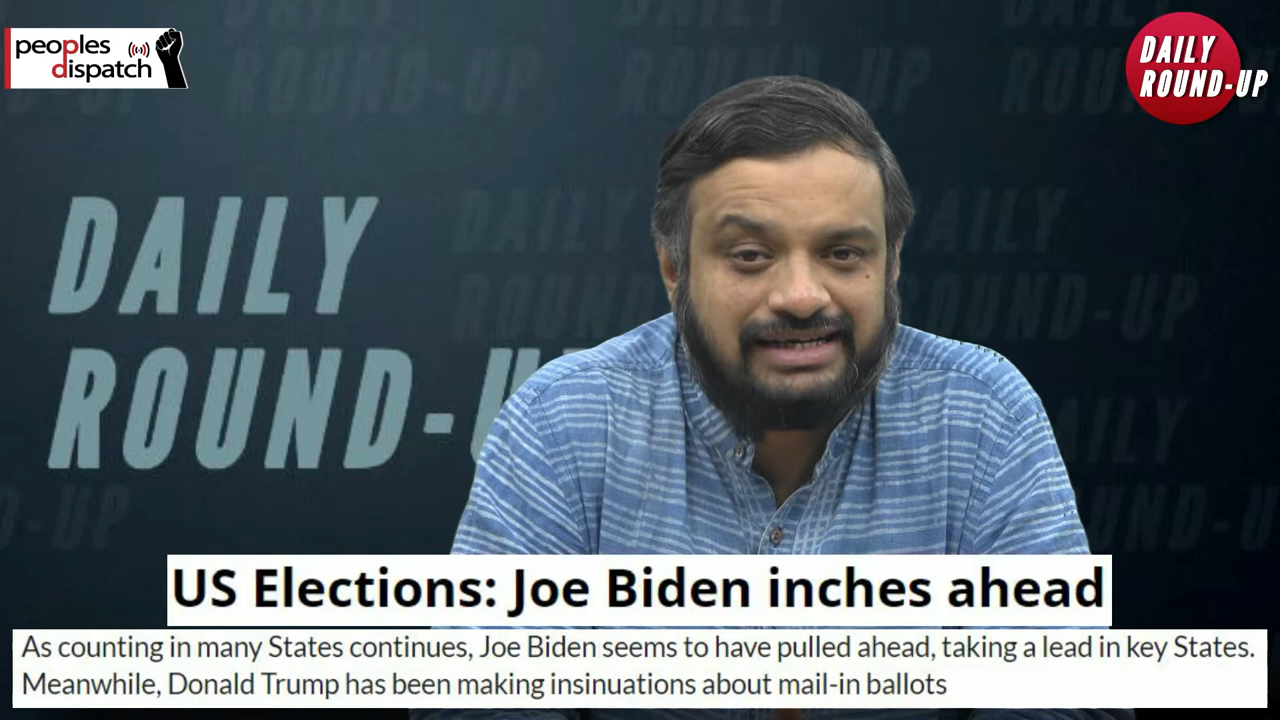 peoples
dispatch
DAILY
ROUND-UP
DAILY
ROUND-U
US Elections: Joe Biden inches ahead
As counting in many States continues, Joe Biden seems to have pulled ahead, taking a lead in key States.
Meanwhile, Donald Trump has been making insinuations about mail-in ballots